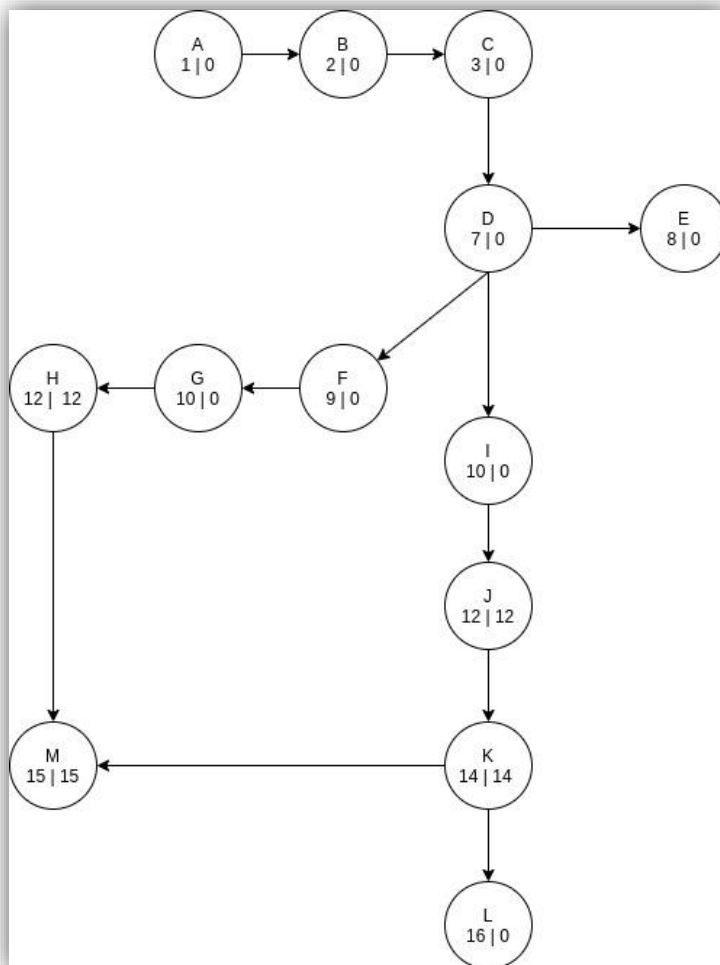 A
1 | 0
B
2 | 0
C
3 | 0
D
7 | 0
E
8 | 0
H
12 |  12
G
10 | 0
F
9 | 0
I
10 | 0
J
12 | 12
M
15 | 15
K
14 | 14
L
16 | 0